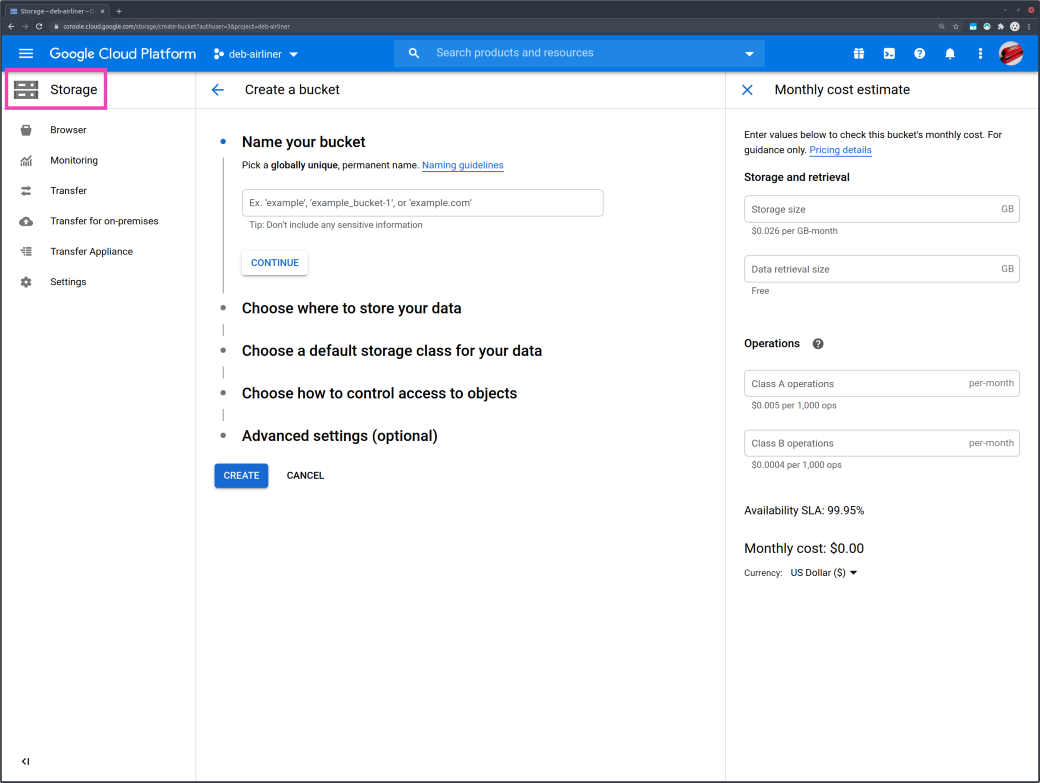 Storage – deb-airliner – G
console.cloud.google.com/storage/create-bucket?authuser=3&project=deb-airliner
Google Cloud Platform
deb-airliner
Search products and resources
Storage
Browser
Monitoring
Transfer
Transfer for on-premises
Transfer Appliance
Settings
Create a bucket
Name your bucket
Pick a globally unique, permanent name. Naming guidelines
Ex. 'example', 'example_bucket-1', or 'example.com'
Tip: Don't include any sensitive information
CONTINUE
Choose where to store your data
Choose a default storage class for your data
Choose how to control access to objects
Advanced settings (optional)
CREATE CANCEL
Monthly cost estimate
Enter values below to check this bucket's monthly cost. For
guidance only. Pricing details
Storage and retrieval
Storage size GB
$0.026 per GB-month
Data retrieval size GB
Free
Operations
Class A operations per-month
$0.005 per 1,000 ops
Class B operations per-month
$0.0004 per 1,000 ops
Availability SLA: 99.95%
Monthly cost: $0.00
Currency: US Dollar ($)